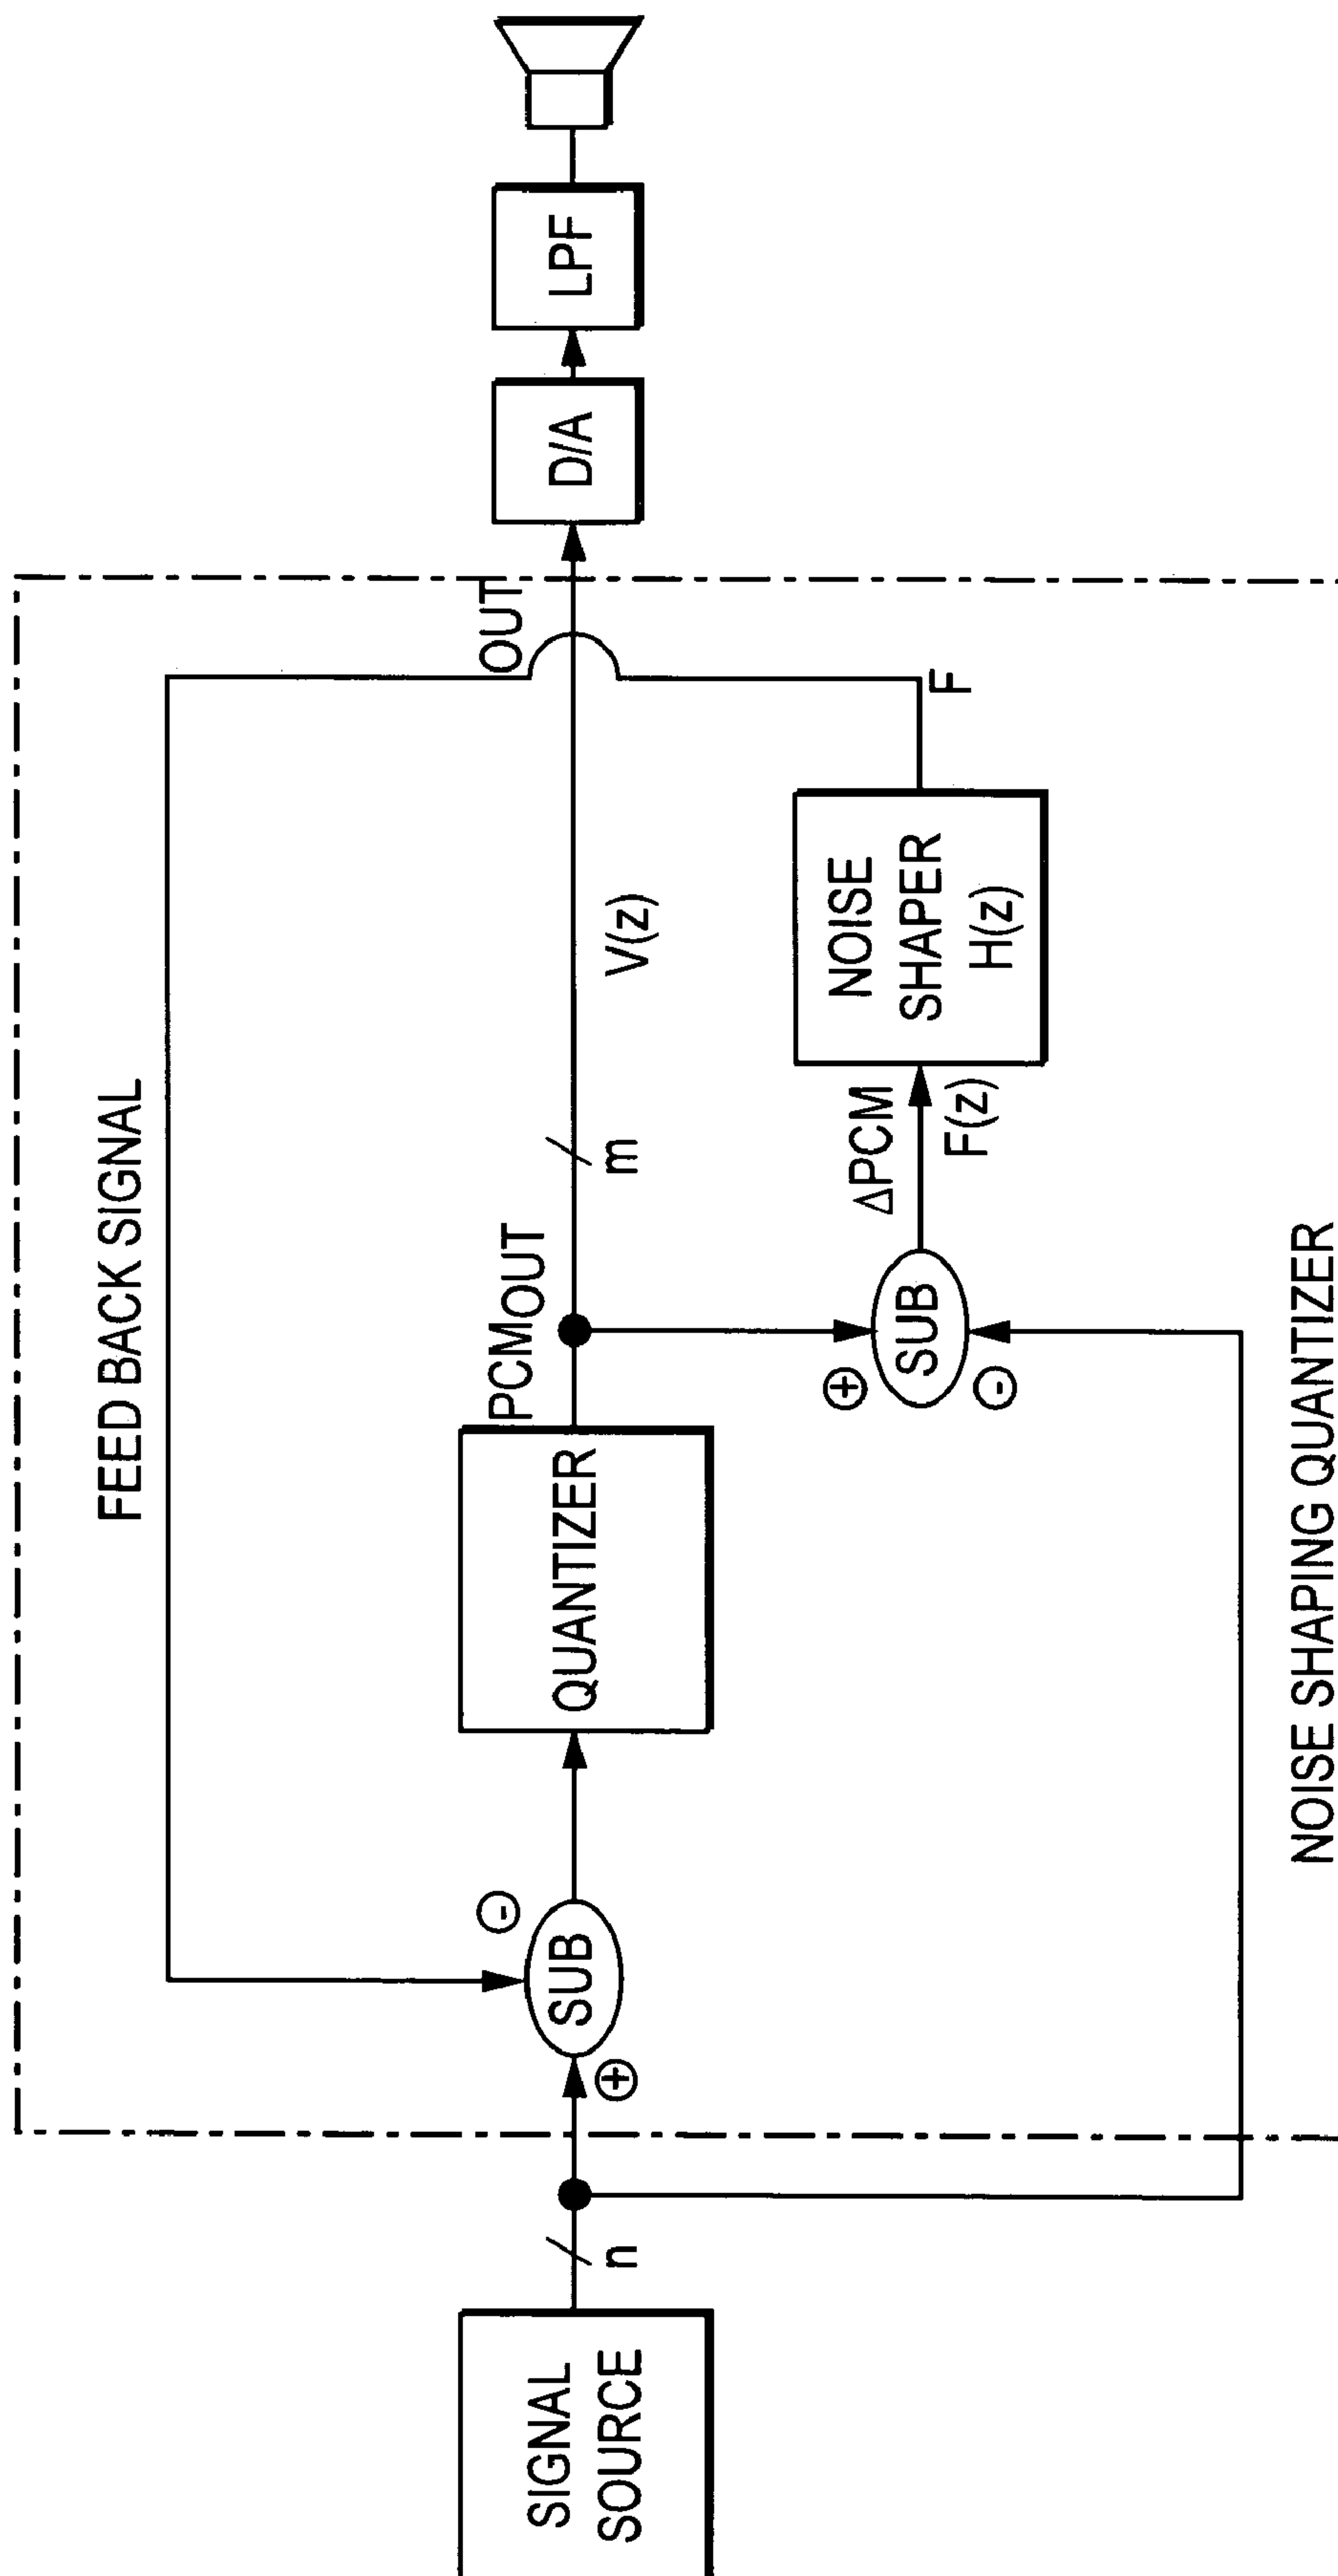 FEED BACK SIGNAL
SIGNAL
SOURCE
n
⊕
SUB
⊖
QUANTIZER
PCMOUT
m
V(z)
OUT
D/A
LPF
⊕
SUB
⊖
ΔPCM
F(z)
NOISE
SHAPER
H(z)
F
NOISE SHAPING QUANTIZER